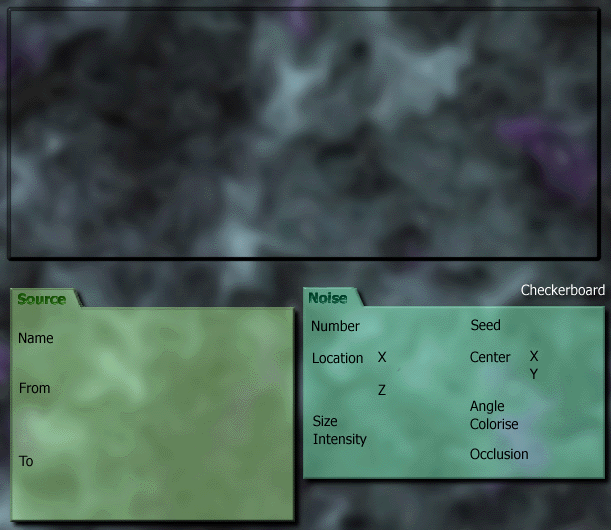 Checkerboard
Source
Name
From
To
Noise
Number
Seed
Location X
Center X
Y
Z
Size
Intensity
Angle
Colorise
Occlusion